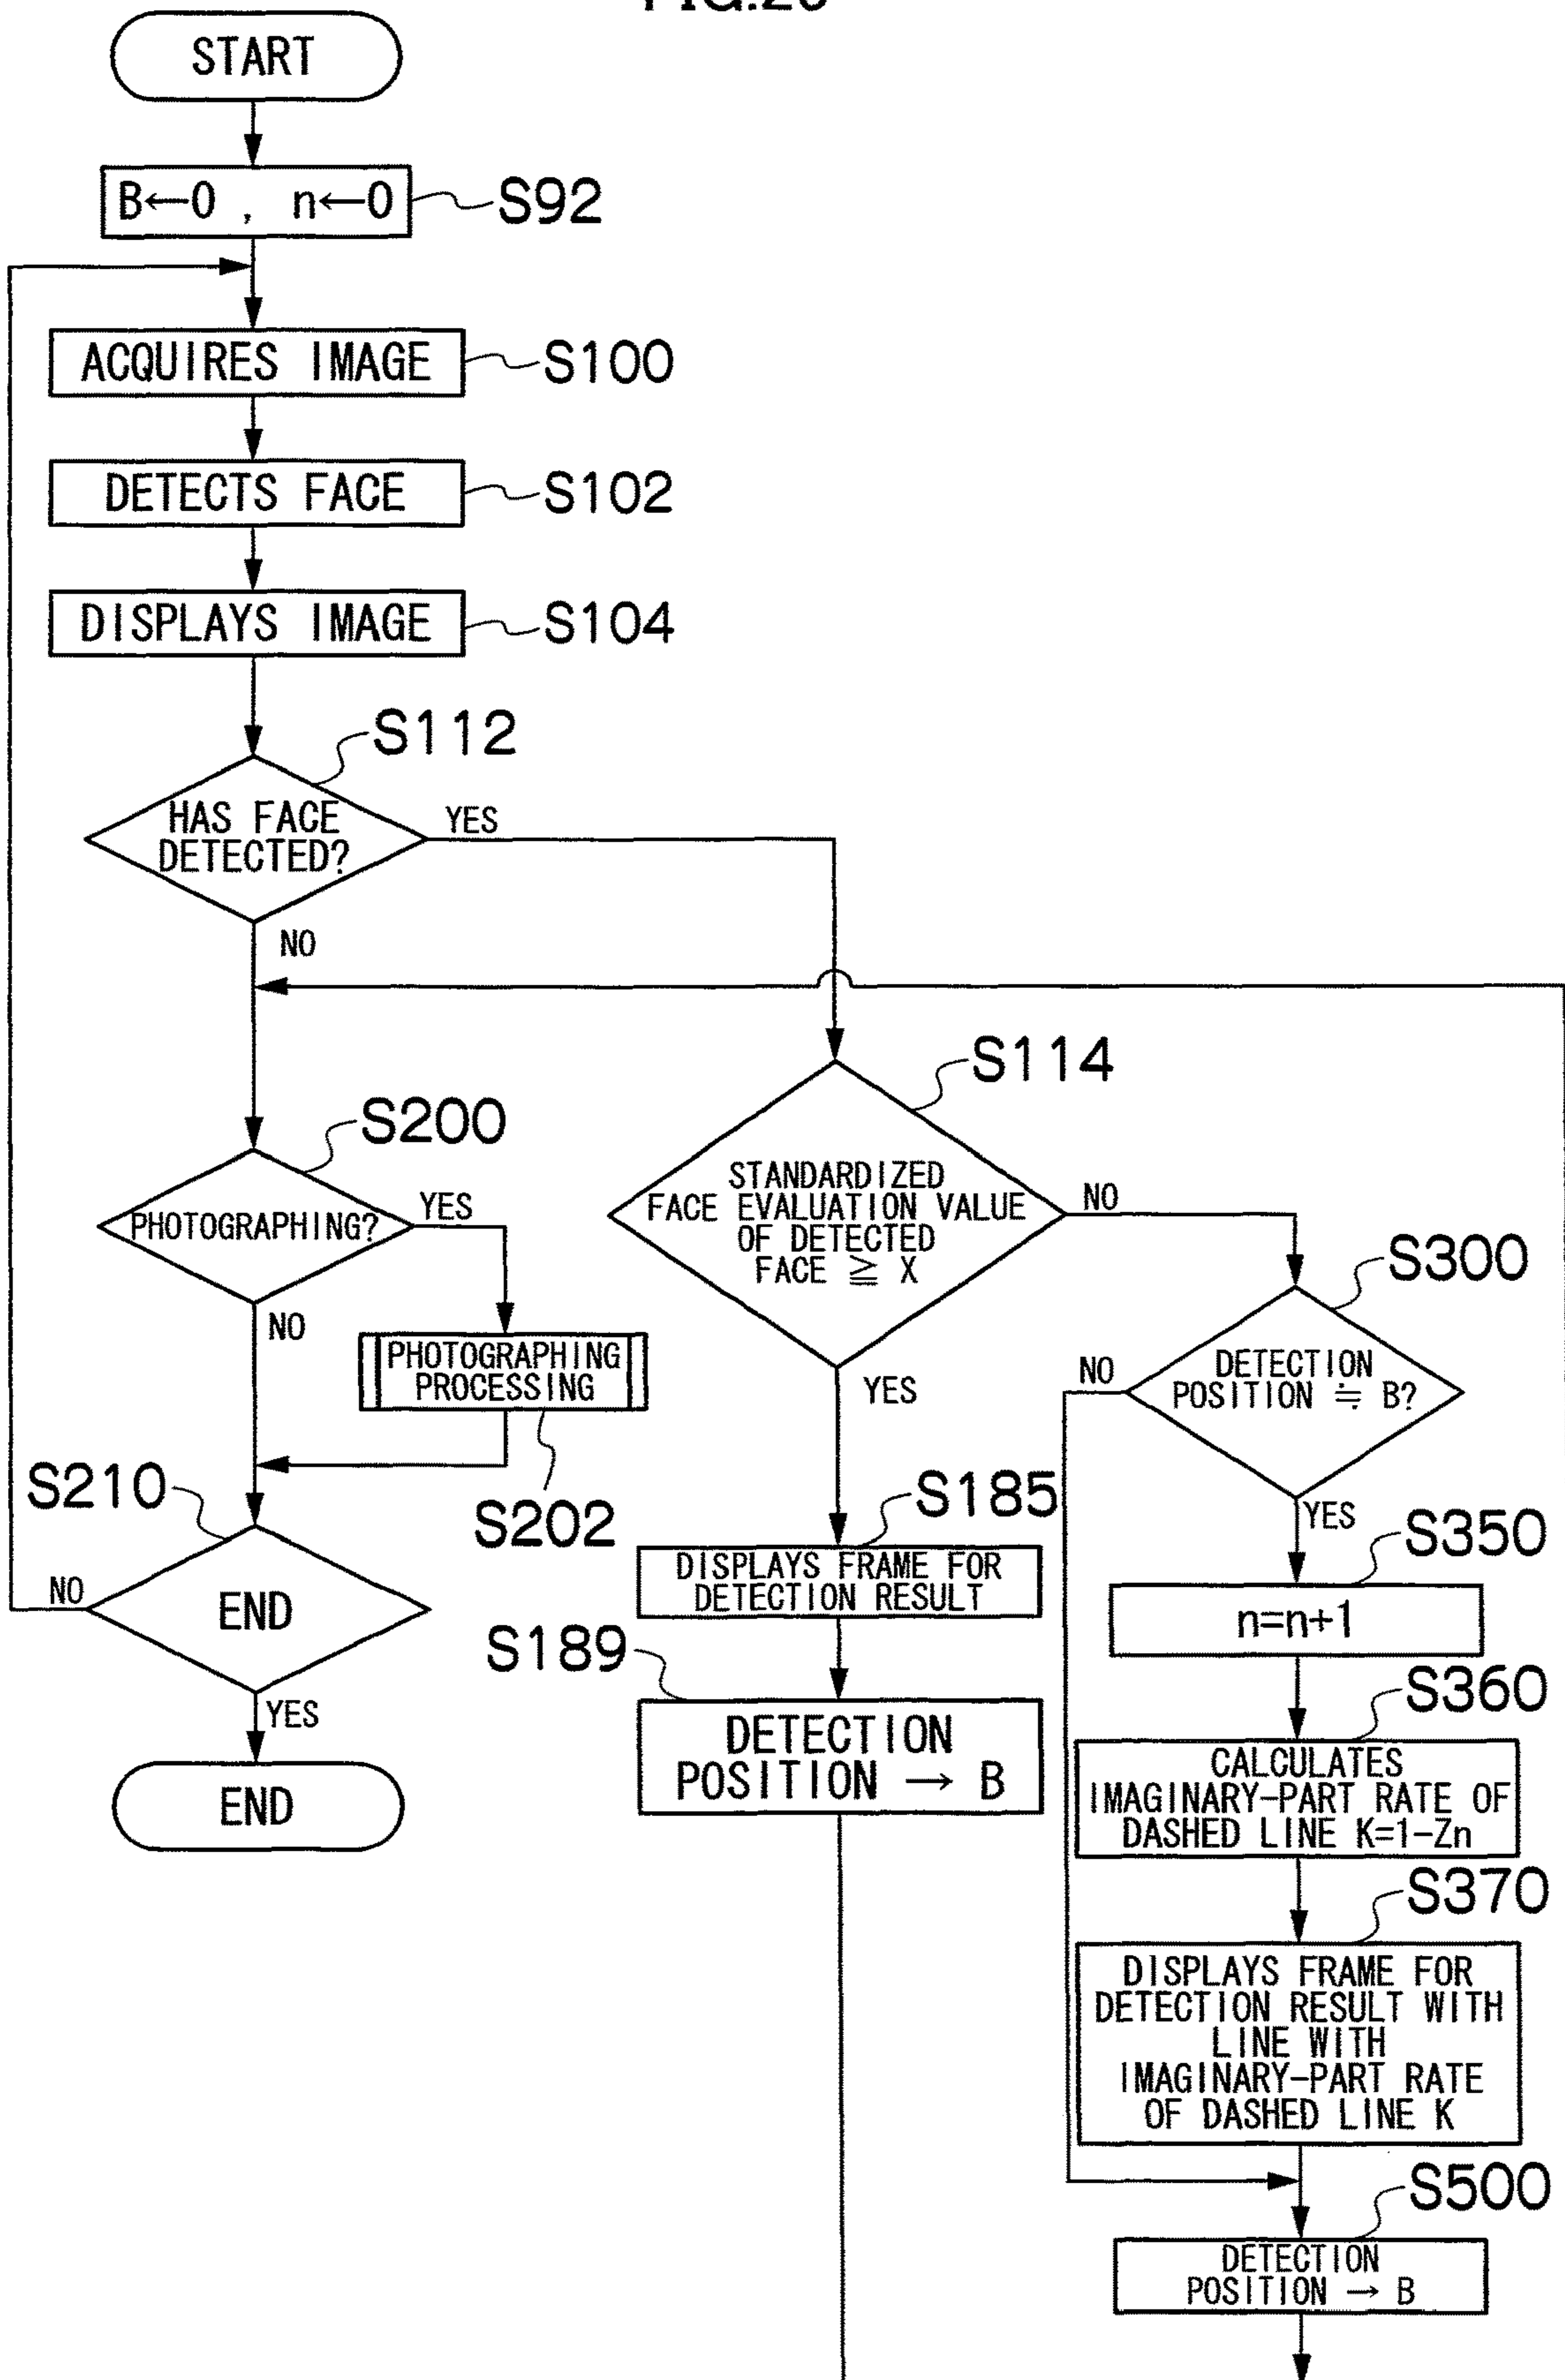 START
B←0 , n←0
S92
ACQUIRES IMAGE
S100
DETECTS FACE
S102
DISPLAYS IMAGE
S104
S112
HAS FACE
DETECTED?
YES
NO
S114
STANDARDIZED
FACE EVALUATION VALUE
OF DETECTED
FACE ≧ X
NO
YES
S200
PHOTOGRAPHING?
YES
NO
PHOTOGRAPHING
PROCESSING
S202
S210
END
NO
YES
END
S185
DISPLAYS FRAME FOR
DETECTION RESULT
S189
DETECTION
POSITION → B
S300
DETECTION
POSITION ≒ B?
NO
YES
S350
n=n+1
S360
CALCULATES
IMAGINARY-PART RATE OF
DASHED LINE K=1-Zn
S370
DISPLAYS FRAME FOR
DETECTION RESULT WITH
LINE WITH
IMAGINARY-PART RATE
OF DASHED LINE K
S500
DETECTION
POSITION → B